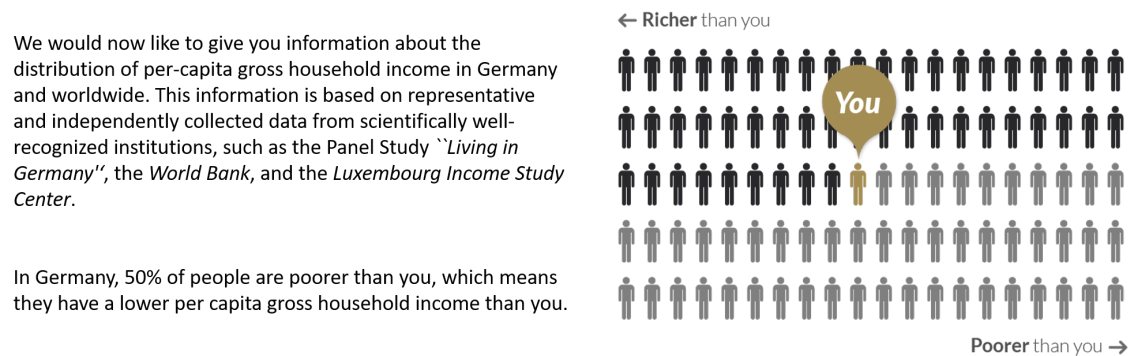 We would now like to give you information about the
distribution of per-capita gross household income in Germany
and worldwide. This information is based on representative
and independently collected data from scientifically well-
recognized institutions, such as the Panel Study ``Living in
Germany'‘, the World Bank, and the Luxembourg Income Study
Center.
In Germany, 50% of people are poorer than you, which means
they have a lower per capita gross household income than you.
← Richer than you
You
Poorer than you →